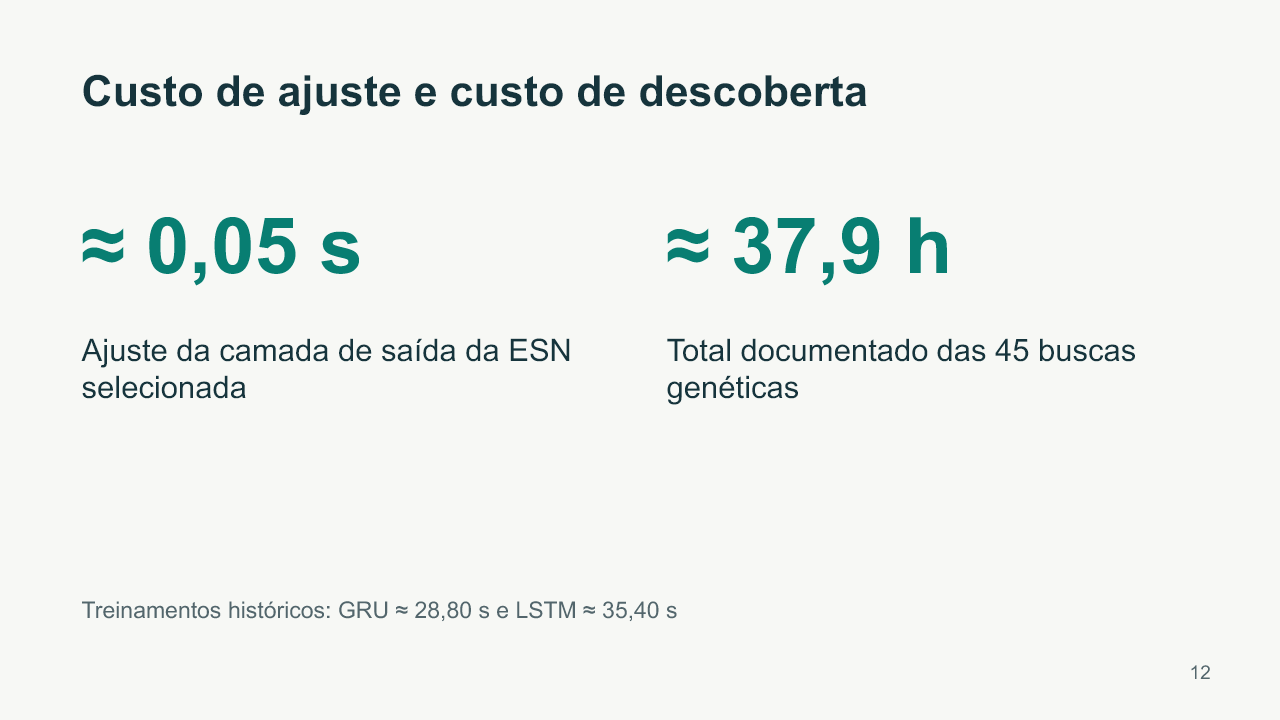 Custo de ajuste e custo de descoberta
≈ 0,05 s
Ajuste da camada de saída da ESN
selecionada
≈ 37,9 h
Total documentado das 45 buscas
genéticas
Treinamentos históricos: GRU ≈ 28,80 s e LSTM ≈ 35,40 s
12